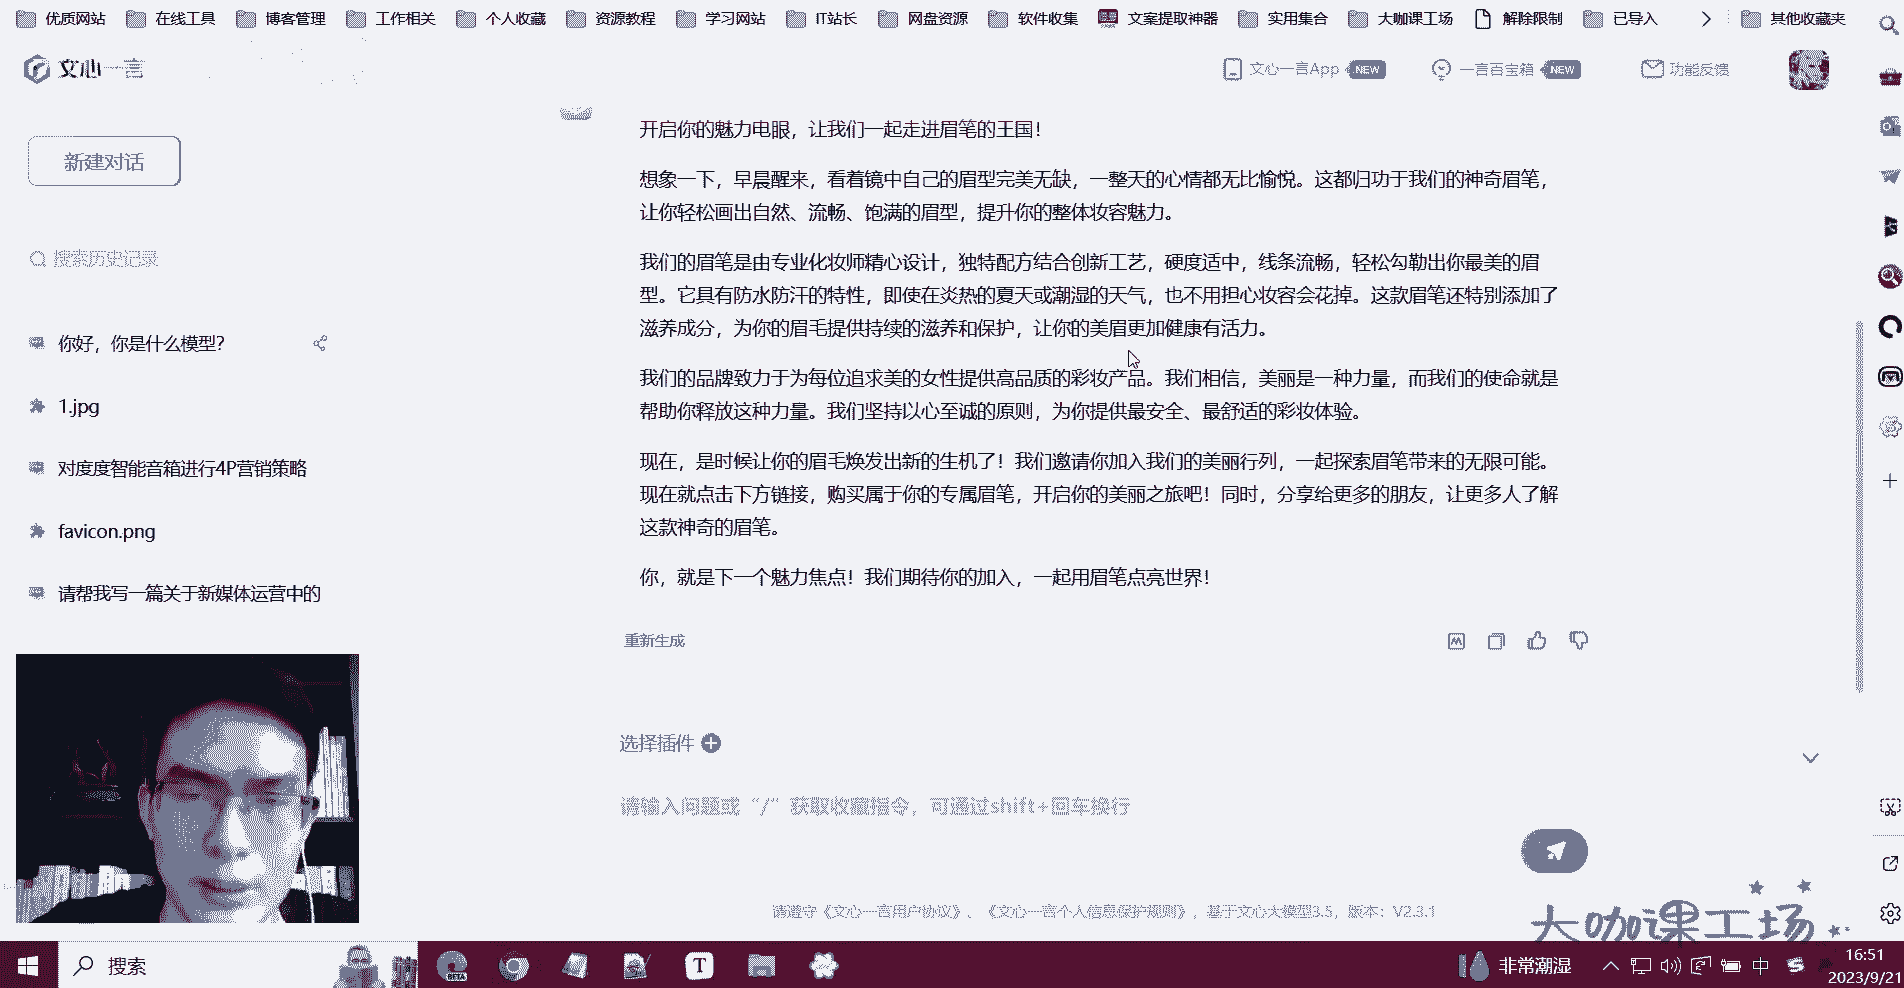 优质网站 在线工具 博客管理 工作相关 个人收藏 资源教程 学习网站 IT站长 网盘资源 软件收集 文案提取神器 实用集合 大咖课工场 解除限制 已导入 其他收藏夹
文心一言 文心一言App NEW 一言百宝箱 NEW 功能反馈
新建对话
搜索历史记录
你好，你是什么模型？
1.jpg
对度度智能音箱进行4P营销策略
favicon.png
请帮我写一篇关于新媒体运营中的
开启你的魅力电眼，让我们一起走进眉笔的王国！
想象一下，早晨醒来，看着镜中自己的眉型完美无缺，一整天的心情都无比愉悦。这都归功于我们的神奇眉笔，
让你轻松画出自然、流畅、饱满的眉型，提升你的整体妆容魅力。
我们的眉笔是由专业化妆师精心设计，独特配方结合创新工艺，硬度适中，线条流畅，轻松勾勒出你最美的眉
型。它具有防水防汗的特性，即使在炎热的夏天或潮湿的天气，也不用担心妆容会花掉。这款眉笔还特别添加了
滋养成分，为你的眉毛提供持续的滋养和保护，让你的美眉更加健康有活力。
我们的品牌致力于为每位追求美的女性提供高品质的彩妆产品。我们相信，美丽是一种力量，而我们的使命就是
帮助你释放这种力量。我们坚持以心至诚的原则，为你提供最安全、最舒适的彩妆体验。
现在，是时候让你的眉毛焕发出新的生机了！我们邀请你加入我们的美丽行列，一起探索眉笔带来的无限可能。
现在就点击下方链接，购买属于你的专属眉笔，开启你的美丽之旅吧！同时，分享给更多的朋友，让更多人了解
这款神奇的眉笔。
你，就是下一个魅力焦点！我们期待你的加入，一起用眉笔点亮世界！
重新生成
选择插件
请输入问题或“/”获取收藏指令，可通过shift+回车换行
请遵守《文心一言用户协议》、《文心一言个人信息保护规则》，基于文心大模型3.5，版本：V2.3.1
大咖课工场
搜索 BETA T 非常潮湿 中 16:51
2023/9/21